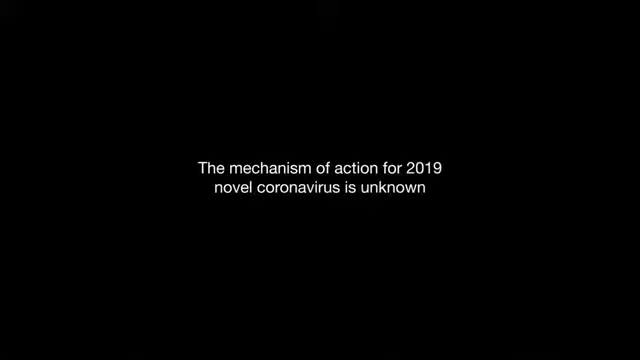 The mechanism of action for 2019
novel coronavirus is unknown